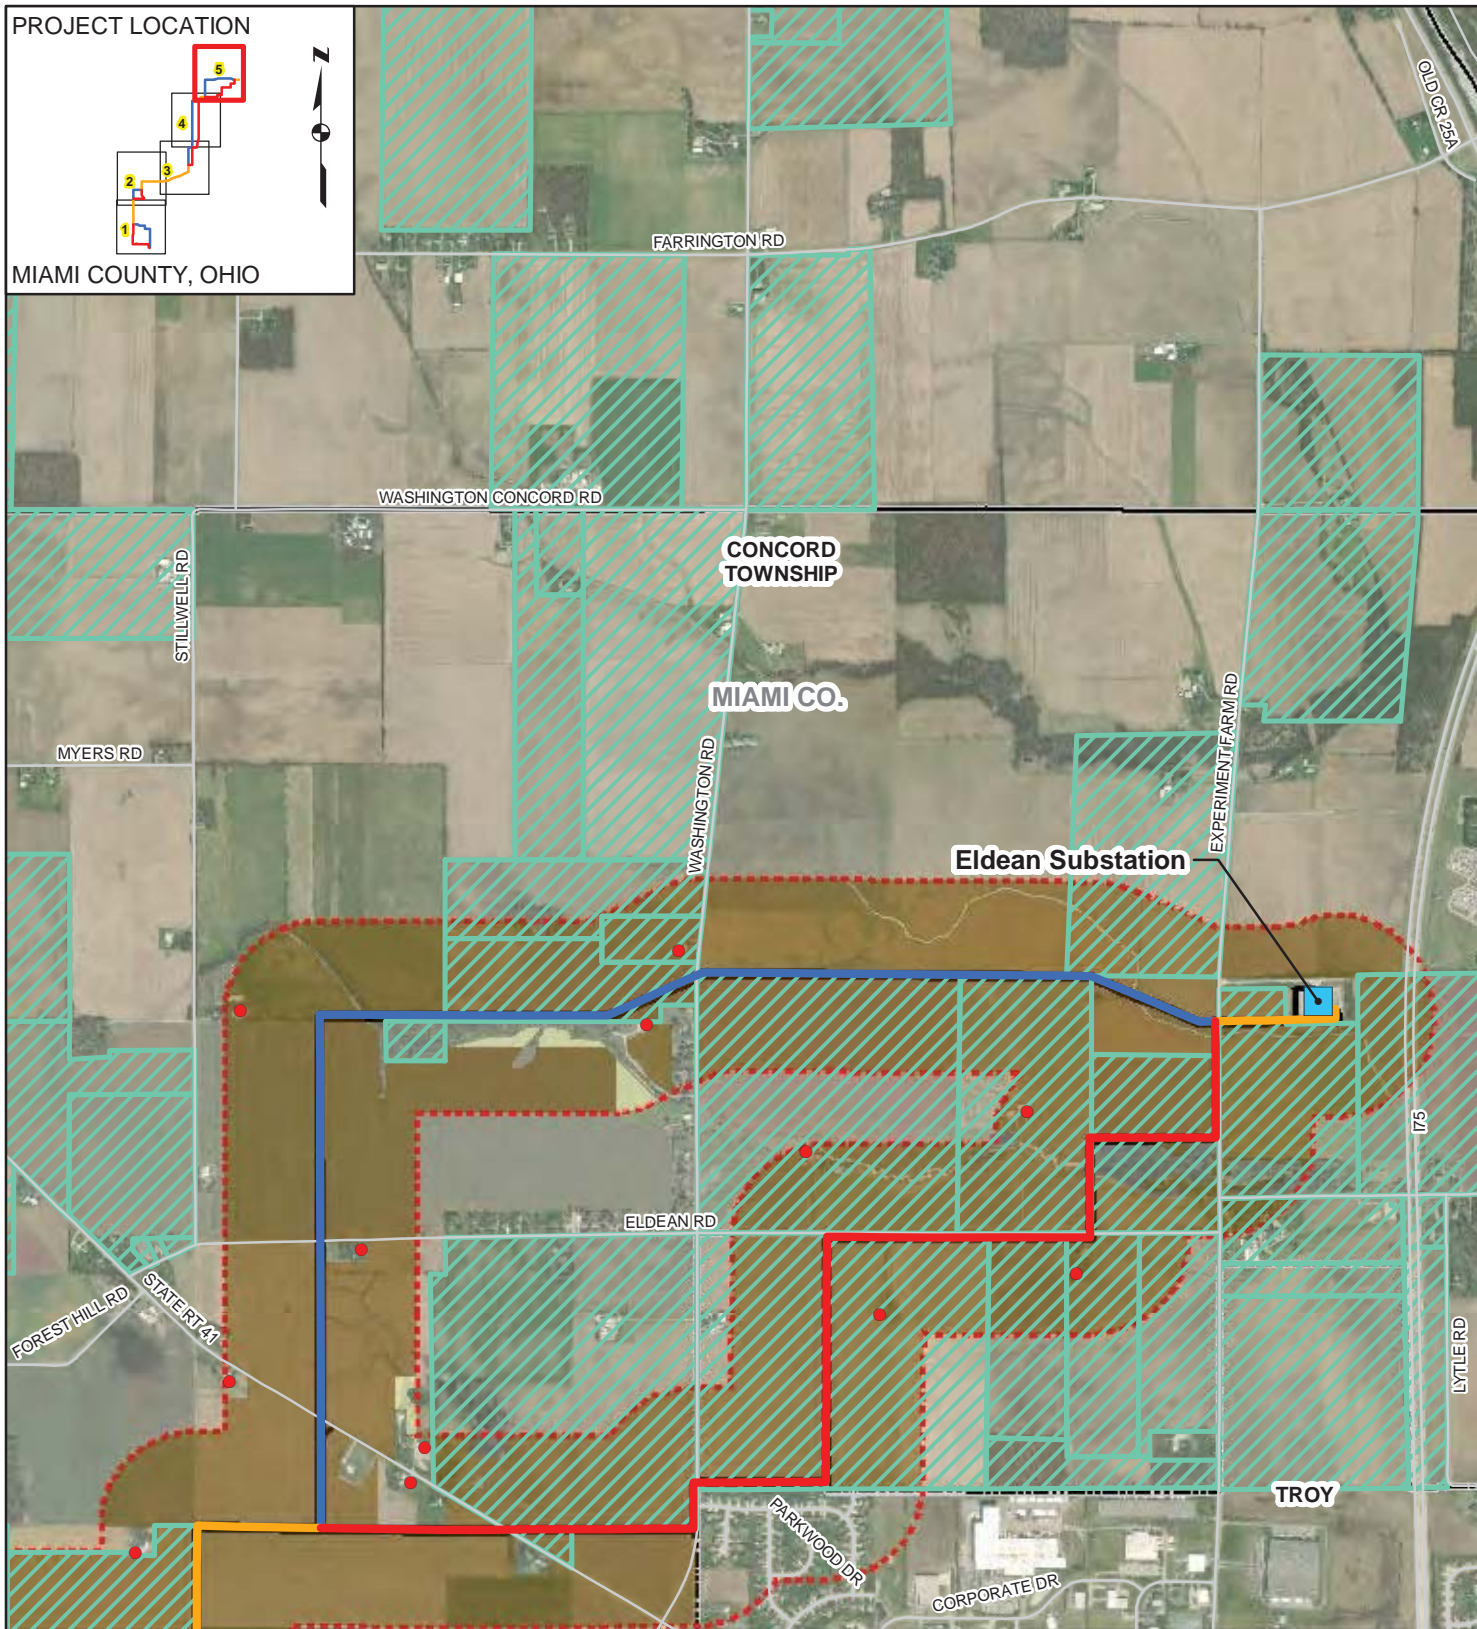 PROJECT LOCATION
N
5
4
3
2
1
MIAMI COUNTY, OHIO
OLD CR 25A
FARRINGTON RD
WASHINGTON CONCORD RD
CONCORD
TOWNSHIP
STILLWELL RD
MIAMI CO.
EXPERIMENT FARM RD
MYERS RD
WASHINGTON RD
Eldean Substation
I75
ELDEAN RD
FOREST HILL RD
STATE RT 41
LYTLE RD
TROY
PARKWOOD DR
CORPORATE DR